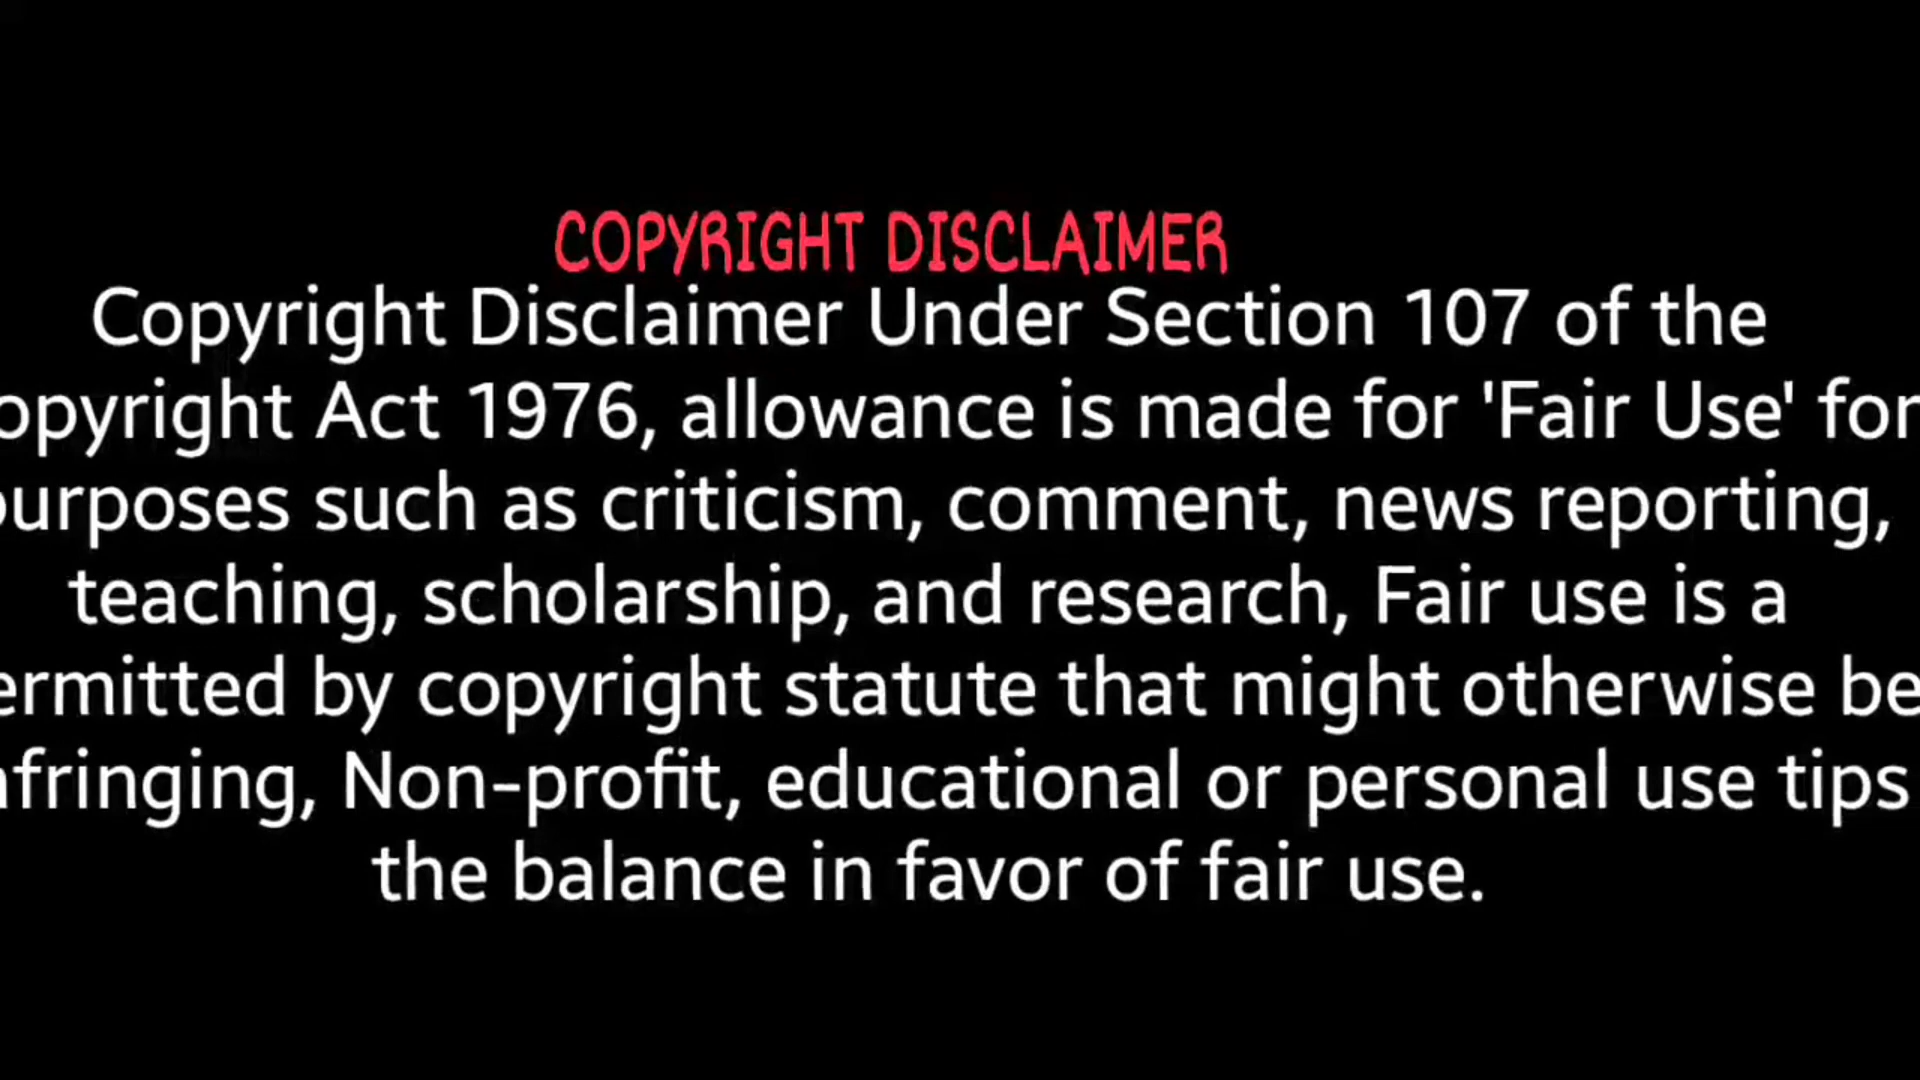 COPYRIGHT DISCLAIMER
Copyright Disclaimer Under Section 107 of the
opyright Act 1976, allowance is made for 'Fair Use' for
purposes such as criticism, comment, news reporting,
teaching, scholarship, and research, Fair use is a
ermitted by copyright statute that might otherwise be
nfringing, Non-profit, educational or personal use tips
the balance in favor of fair use.